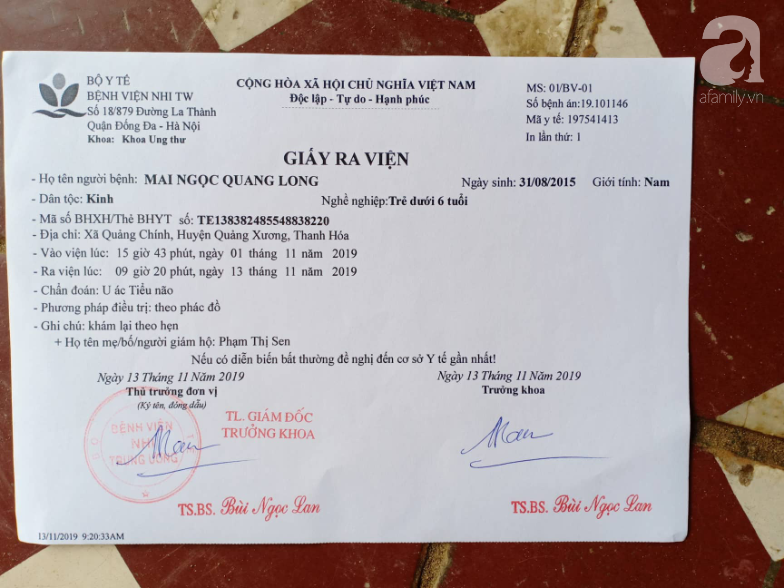 afamily.vn
BỘ Y TẾ
BỆNH VIỆN NHI TW
Số 18/879 Đường La Thành
Quận Đống Đa - Hà Nội
Khoa: Khoa Ung thư
CỘNG HÒA XÃ HỘI CHỦ NGHĨA VIỆT NAM
Độc lập - Tự do - Hạnh phúc
MS: 01/BV-01
Số bệnh án:19.101146
Mã y tế: 197541413
In lần thứ: 1
GIẤY RA VIỆN
- Họ tên người bệnh: MAI NGỌC QUANG LONG Ngày sinh: 31/08/2015 Giới tính: Nam
- Dân tộc: Kinh Nghề nghiệp:Trẻ dưới 6 tuổi
- Mã số BHXH/Thẻ BHYT số: TE138382485548838220
- Địa chỉ: Xã Quảng Chính, Huyện Quảng Xương, Thanh Hóa
- Vào viện lúc: 15 giờ 43 phút, ngày 01 tháng 11 năm 2019
- Ra viện lúc: 09 giờ 20 phút, ngày 13 tháng 11 năm 2019
- Chẩn đoán: U ác Tiểu não
- Phương pháp điều trị: theo phác đồ
- Ghi chú: khám lại theo hẹn
+ Họ tên mẹ/bố/người giám hộ: Phạm Thị Sen
Nếu có diễn biến bất thường đề nghị đến cơ sở Y tế gần nhất!
Ngày 13 Tháng 11 Năm 2019
Thủ trưởng đơn vị
(Ký tên, đóng dấu)
TL. GIÁM ĐỐC
TRƯỞNG KHOA
BỆNH VIỆN
NHI
TRUNG ƯƠNG
TS.BS. Bùi Ngọc Lan
Ngày 13 Tháng 11 Năm 2019
Trưởng khoa
TS.BS. Bùi Ngọc Lan
13/11/2019 9:20:33AM